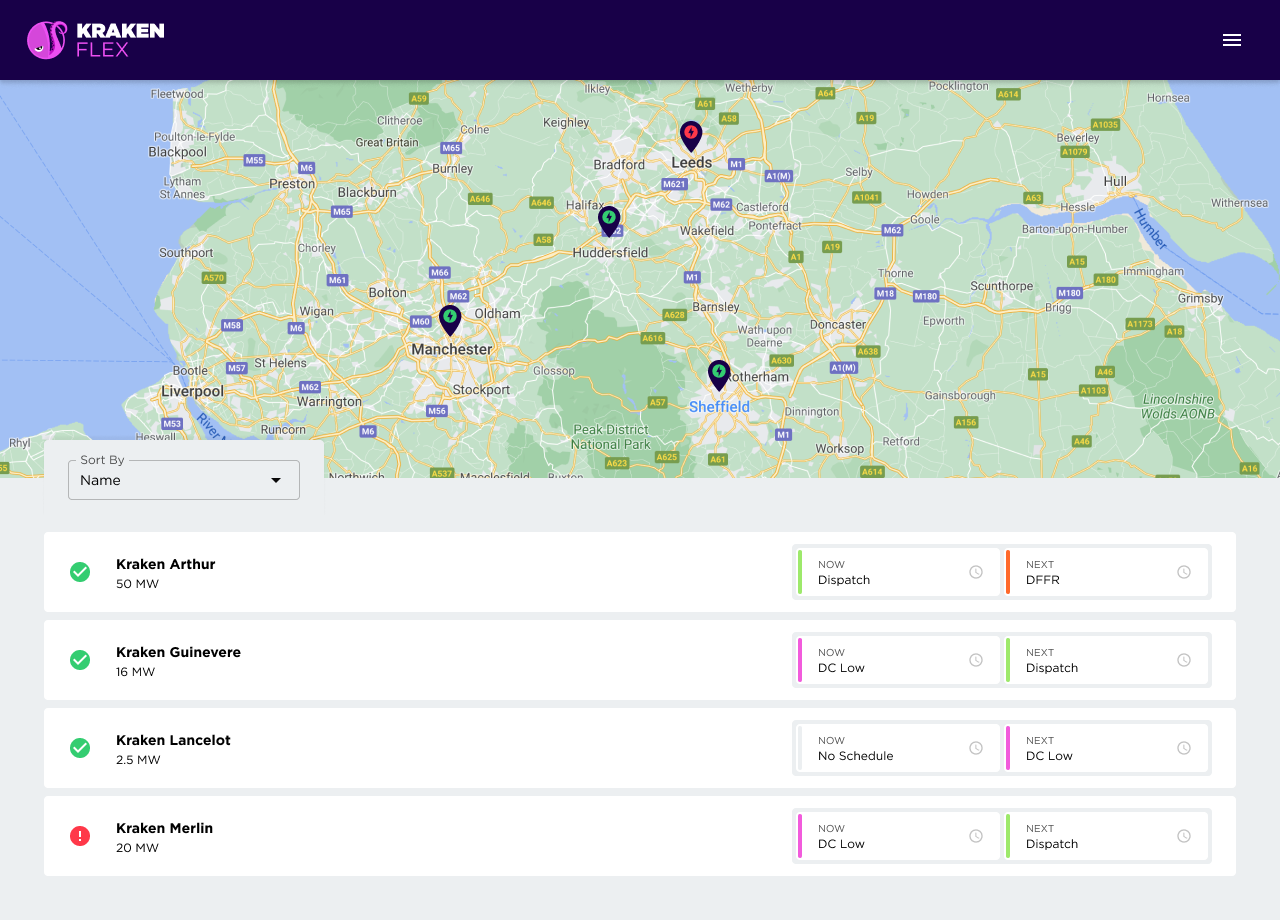 KRAKEN
FLEX
Fleetwood
A59
Ilkley
Wetherby
A64
Pocklington
A614
Hornsea
A61
A58
A19
Clitheroe
Colne
Keighley
A1035
Poulton-le-Fylde
Blackpool
Great Britain
M65
Beverley
A1079
M55
M6
Burnley
Bradford
Leeds
M1
A1(M)
Selby
Hull
Lytham
St Annes
Preston
Blackburn
M621
A646
A646
Halifax
M62
Castleford
A1041
Howden
A63
Hessle
Withernsea
M65
Goole
Humber
Southport
Chorley
A58
Huddersfield
Wakefield
Pontefract
M62
Barton-upon-Humber
A19
A1
A15
A570
M61
M66
M1
Thorne
Immingham
A180
Bolton
M62
M18
M180
Scunthorpe
M180
Grimsby
Wigan
Oldham
A628
Barnsley
Brigg
M58
M6
M60
Wath upon
Dearne
Doncaster
Epworth
A1173
A18
A616
Manchester
A638
Bootle
M57
St Helens
Glossop
A630
A1(M)
A15
A46
Rotherham
Liverpool
M62
Warrington
Stockport
A57
Sheffield
Dinnington
Gainsborough
A1103
Lincolnshire
Wolds AONB
M56
M53
River
Heswall
Runcorn
M6
Peak District
National Park
M1
A156
Rhyl
Worksop
Retford
A46
A623
A625
A61
A614
A16
55
Northwich
A537
Macclesfield
Buxton
Sort By
Name
Kraken Arthur
50 MW
NOW
Dispatch
NEXT
DFFR
Kraken Guinevere
16 MW
NOW
DC Low
NEXT
Dispatch
Kraken Lancelot
2.5 MW
NOW
No Schedule
NEXT
DC Low
Kraken Merlin
20 MW
NOW
DC Low
NEXT
Dispatch